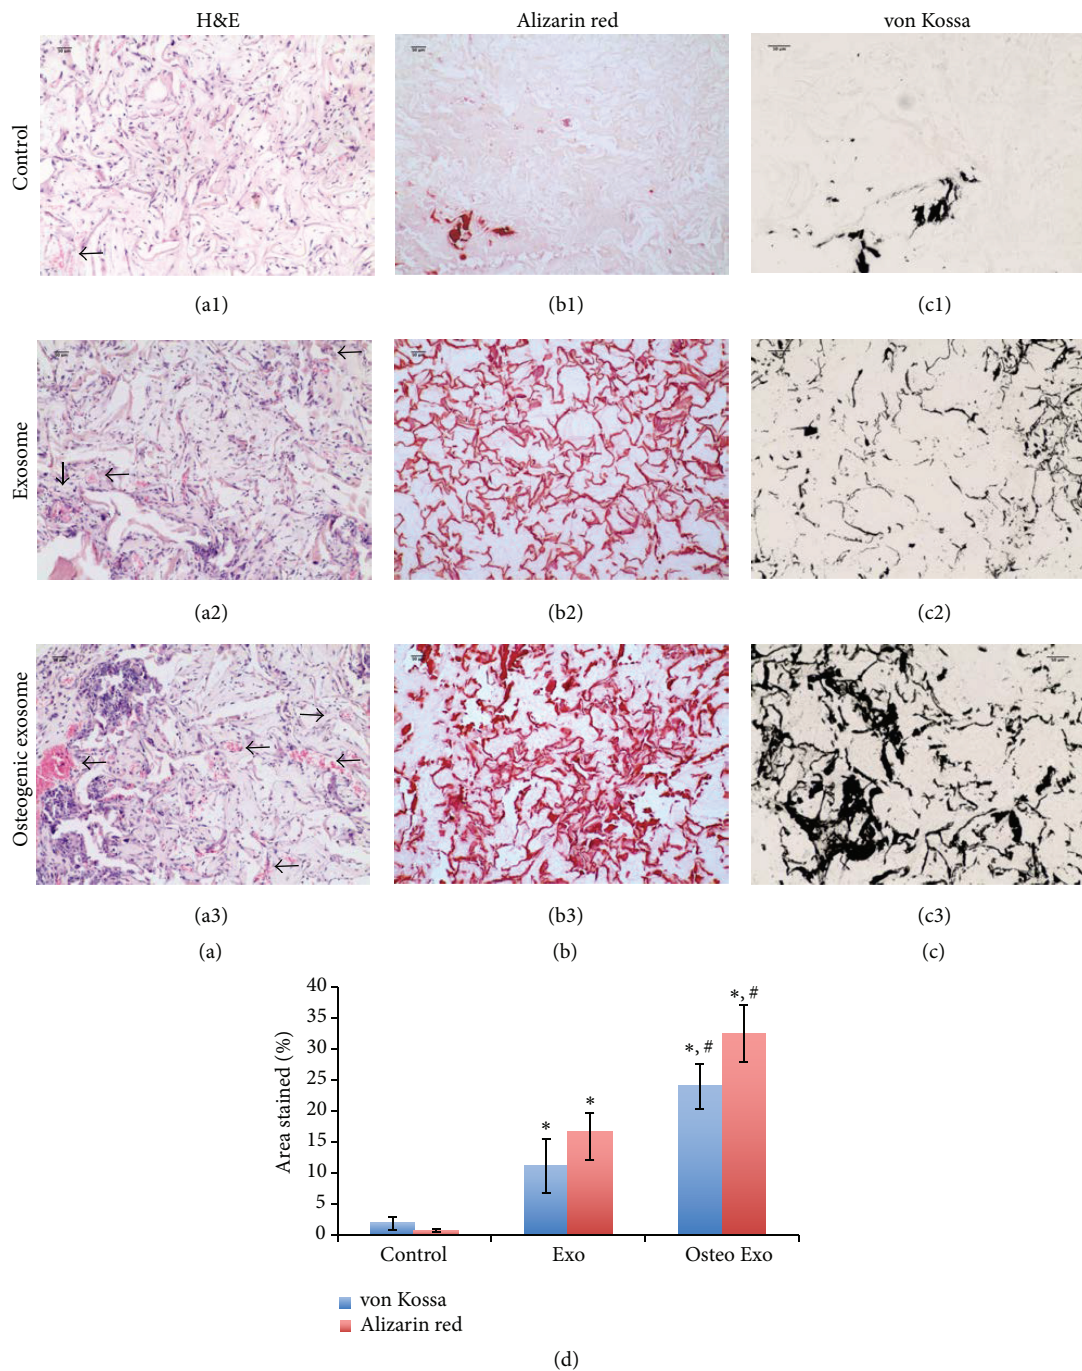 H&E Alizarin red von Kossa
Control
(a1) (b1) (c1)
Exosome
(a2) (b2) (c2)
Osteogenic exosome
(a3) (b3) (c3)
(a) (b) (c)
Area stained (%)
40
35
30
25
20
15
10
5
0
*
*
*, #
*, #
Control Exo Osteo Exo
von Kossa
Alizarin red
(d)